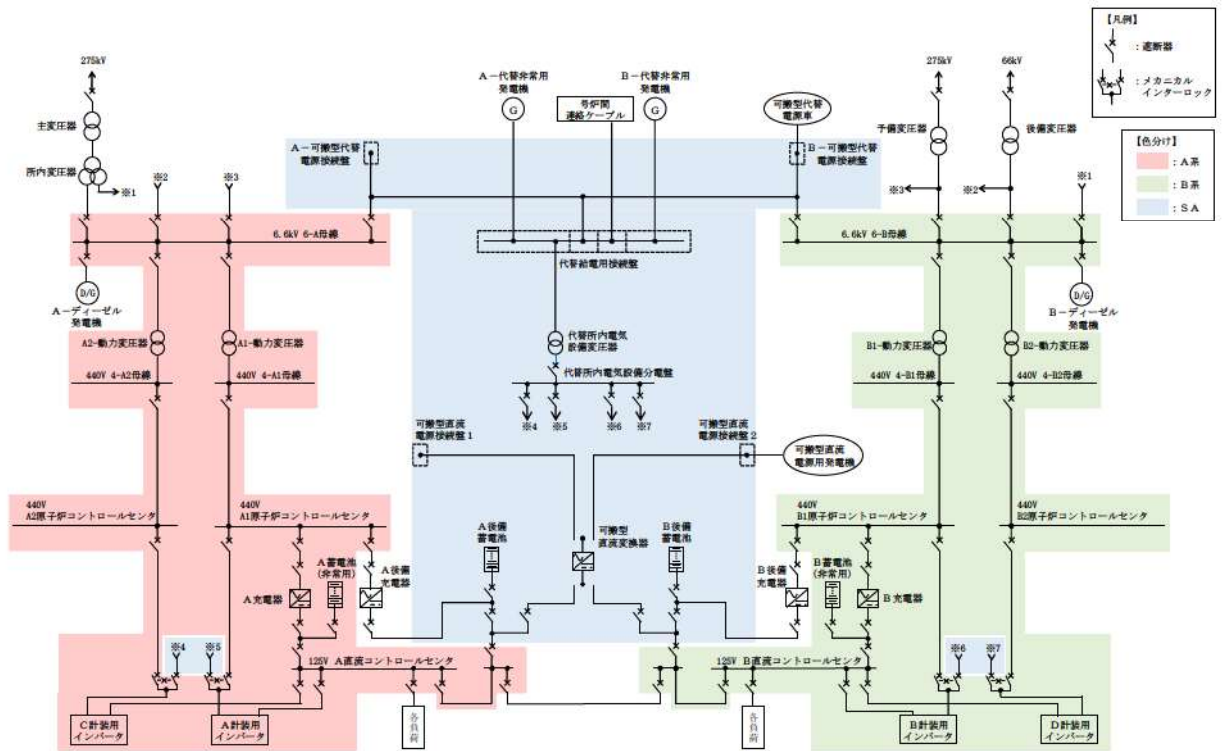 【凡例】
：遮断器
：メカニカル
インターロック
【色分け】
：A系
：B系
：SA
275kV
主変圧器
所内変圧器
※1
※2
※3
A－代替非常用
発電機
G
号炉間
連絡ケーブル
B－代替非常用
発電機
G
可搬型代替
電源車
A－可搬型代替
電源接続盤
B－可搬型代替
電源接続盤
275kV
66kV
予備変圧器
後備変圧器
※3
※2
※1
6.6kV 6-A母線
代替給電用接続盤
6.6kV 6-B母線
D/G
A－ディーゼル
発電機
D/G
B－ディーゼル
発電機
A2-動力変圧器
A1-動力変圧器
代替所内電気
設備変圧器
B1-動力変圧器
B2-動力変圧器
440V 4-A2母線
440V 4-A1母線
代替所内電気設備分電盤
440V 4-B1母線
440V 4-B2母線
※4
※5
※6
※7
可搬型直流
電源接続盤1
可搬型直流
電源接続盤2
可搬型直流
電源用発電機
440V
A2原子炉コントロールセンタ
440V
A1原子炉コントロールセンタ
440V
B1原子炉コントロールセンタ
440V
B2原子炉コントロールセンタ
A後備
蓄電池
可搬型
直流変換器
B後備
蓄電池
A充電器
A蓄電池
(非常用)
A後備
充電器
B後備
充電器
B蓄電池
(非常用)
B充電器
※4
※5
125V A直流コントロールセンタ
125V B直流コントロールセンタ
※6
※7
C計装用
インバータ
A計装用
インバータ
各負荷
各負荷
B計装用
インバータ
D計装用
インバータ